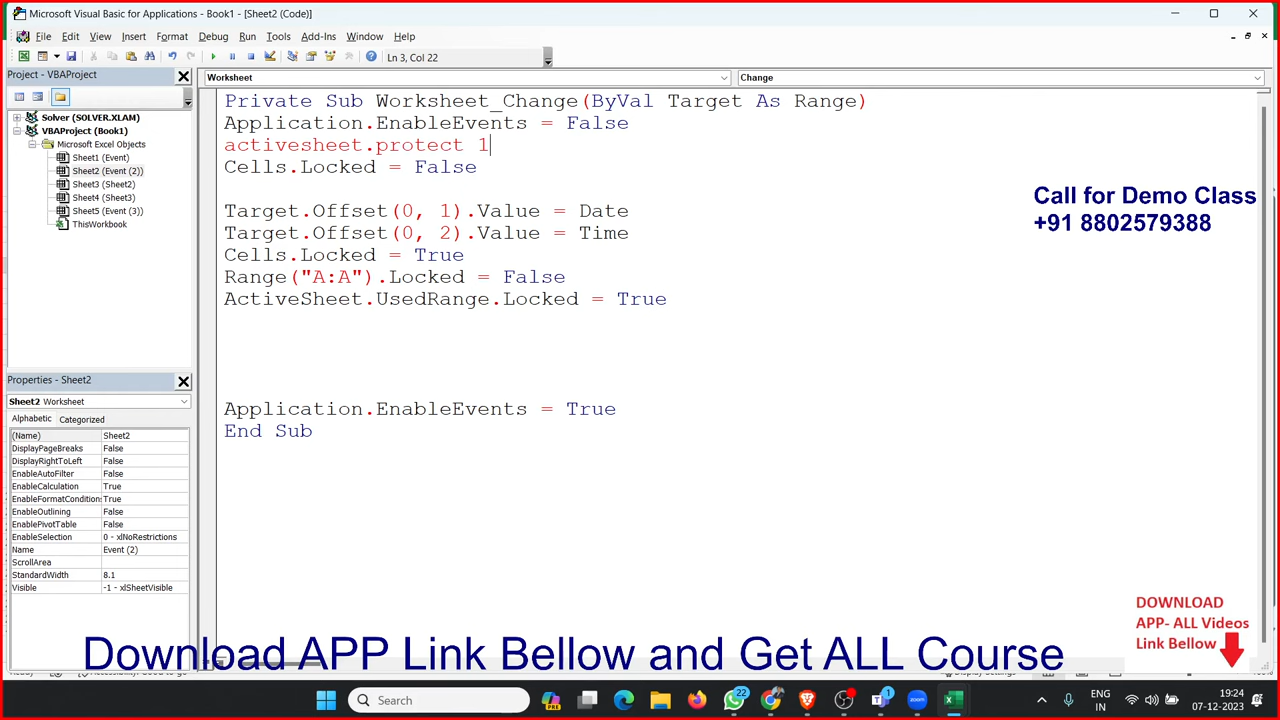 Microsoft Visual Basic for Applications - Book1 - [Sheet2 (Code)]
File Edit View Insert Format Debug Run Tools Add-Ins Window Help
Ln 3, Col 22
Project - VBAProject
Worksheet
Change
Solver (SOLVER.XLAM)
VBAProject (Book1)
Microsoft Excel Objects
Sheet1 (Event)
Sheet2 (Event (2))
Sheet3 (Sheet2)
Sheet4 (Sheet3)
Sheet5 (Event (3))
ThisWorkbook
Private Sub Worksheet_Change(ByVal Target As Range)
Application.EnableEvents = False
activesheet.protect 1
Cells.Locked = False
Target.Offset(0, 1).Value = Date
Target.Offset(0, 2).Value = Time
Cells.Locked = True
Range("A:A").Locked = False
ActiveSheet.UsedRange.Locked = True
Application.EnableEvents = True
End Sub
Call for Demo Class
+91 8802579388
Properties - Sheet2
Sheet2 Worksheet
Alphabetic Categorized
(Name) Sheet2
DisplayPageBreaks False
DisplayRightToLeft False
EnableAutoFilter False
EnableCalculation True
EnableFormatConditions True
EnableOutlining False
EnablePivotTable False
EnableSelection 0 - xlNoRestrictions
Name Event (2)
ScrollArea
StandardWidth 8.1
Visible -1 - xlSheetVisible
DOWNLOAD
APP- ALL Videos
Link Bellow
Download APP Link Bellow and Get ALL Course
Search
PRE
22
1
ENG
IN
19:24
07-12-2023